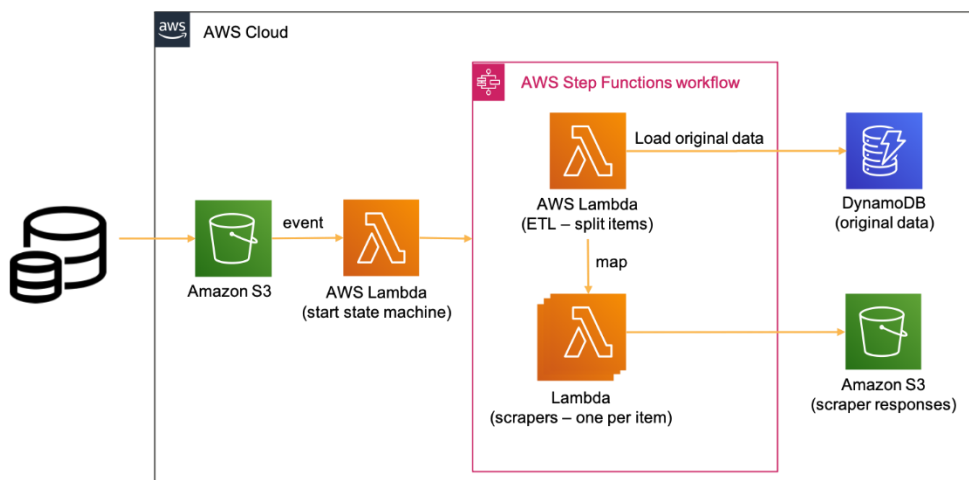 aws
AWS Cloud
AWS Step Functions workflow
Load original data
AWS Lambda
(ETL – split items)
DynamoDB
(original data)
event
map
Amazon S3
AWS Lambda
(start state machine)
Lambda
(scrapers – one per item)
Amazon S3
(scraper responses)